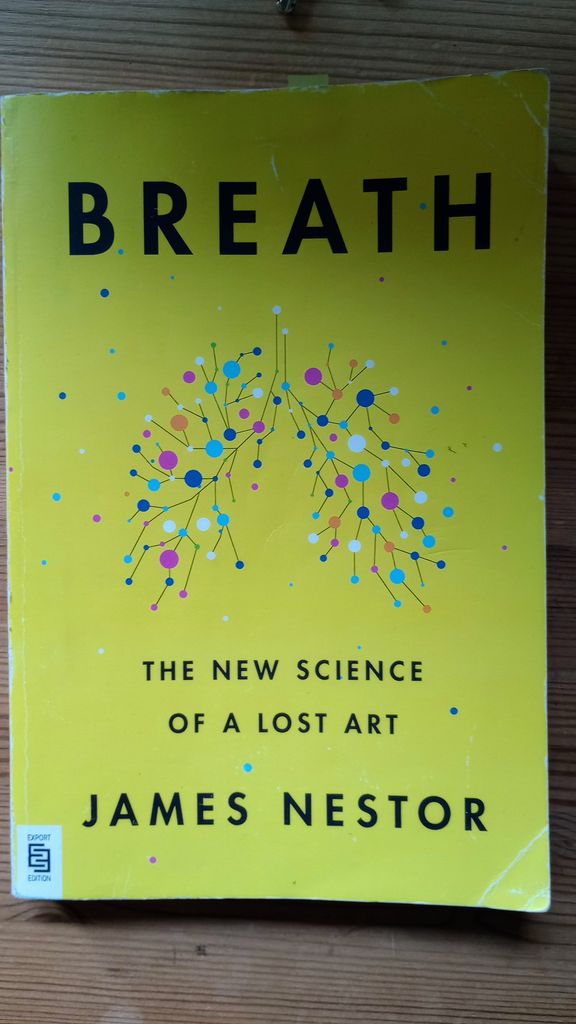 BREATH
THE NEW SCIENCE
OF A LOST ART
JAMES NESTOR
EXPORT
EDITION